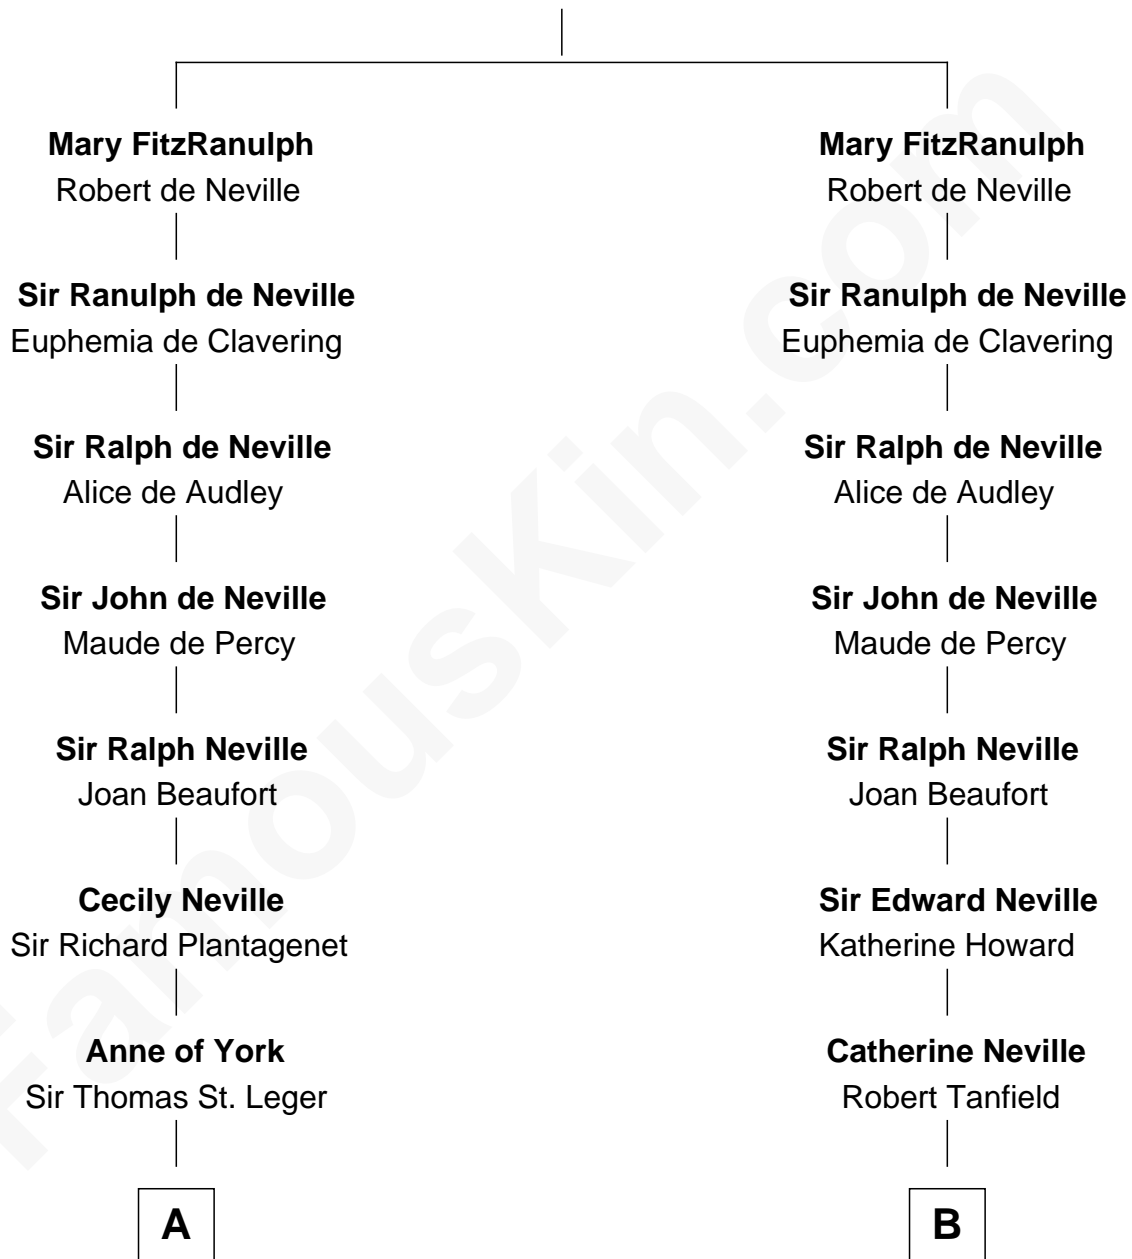 Mary FitzRanulph
Robert de Neville
Sir Ranulph de Neville
Euphemia de Clavering
Sir Ralph de Neville
Alice de Audley
Sir John de Neville
Maude de Percy
Sir Ralph Neville
Joan Beaufort
Cecily Neville
Sir Richard Plantagenet
Anne of York
Sir Thomas St. Leger
A
Mary FitzRanulph
Robert de Neville
Sir Ranulph de Neville
Euphemia de Clavering
Sir Ralph de Neville
Alice de Audley
Sir John de Neville
Maude de Percy
Sir Ralph Neville
Joan Beaufort
Sir Edward Neville
Katherine Howard
Catherine Neville
Robert Tanfield
B
FamousKin.com